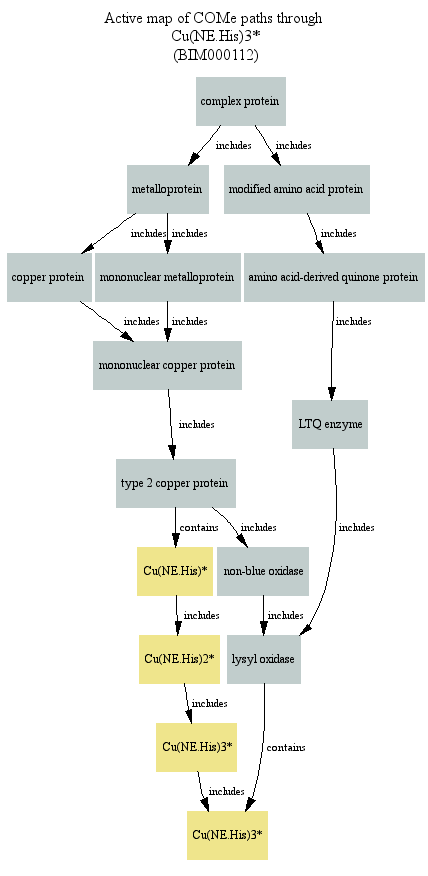 Active map of COMe paths through
Cu(NE.His)3*
(BIM000112)
complex protein
includes
includes
metalloprotein
modified amino acid protein
includes
includes
includes
copper protein
mononuclear metalloprotein
amino acid-derived quinone protein
includes
includes
includes
mononuclear copper protein
LTQ enzyme
includes
type 2 copper protein
contains
includes
includes
Cu(NE.His)*
non-blue oxidase
includes
includes
Cu(NE.His)2*
lysyl oxidase
includes
Cu(NE.His)3*
contains
includes
Cu(NE.His)3*